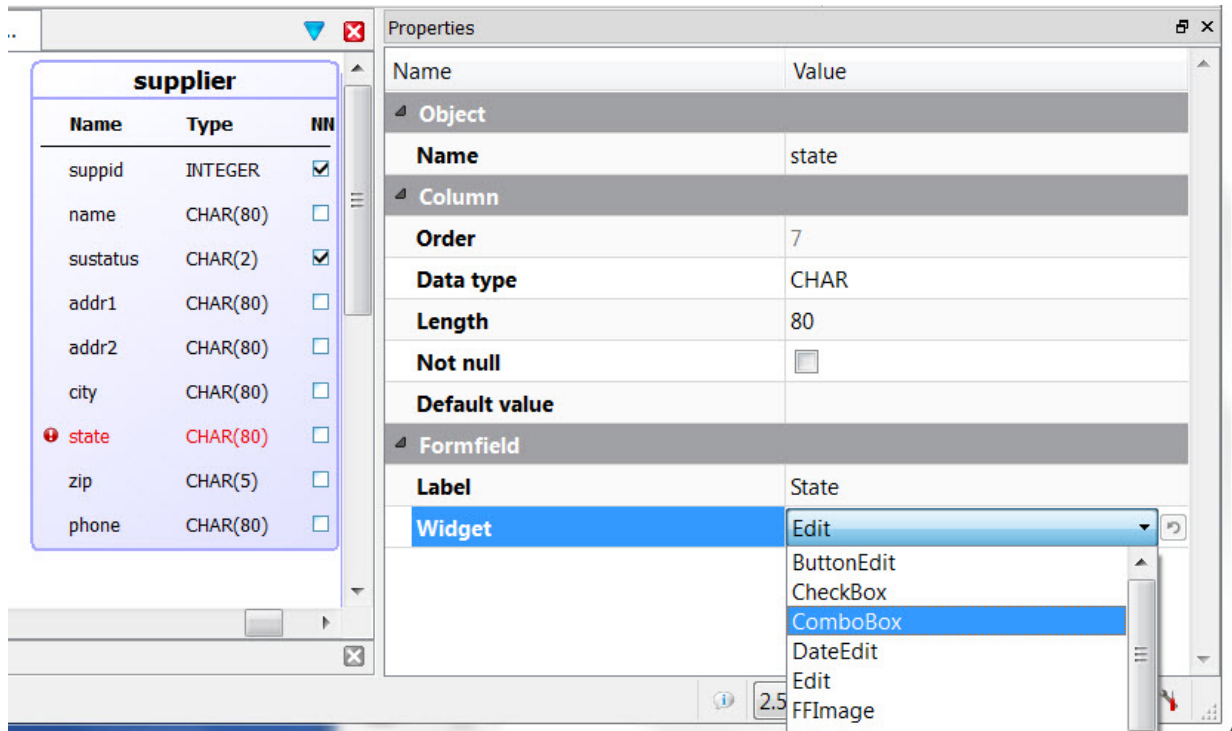 ..
supplier
Name Type NN
suppid INTEGER
name CHAR(80)
sustatus CHAR(2)
addr1 CHAR(80)
addr2 CHAR(80)
city CHAR(80)
state CHAR(80)
zip CHAR(5)
phone CHAR(80)
Properties
Name Value
Object
Name state
Column
Order 7
Data type CHAR
Length 80
Not null
Default value
Formfield
Label State
Widget Edit
ButtonEdit
CheckBox
ComboBox
DateEdit
Edit
FFImage
2.5